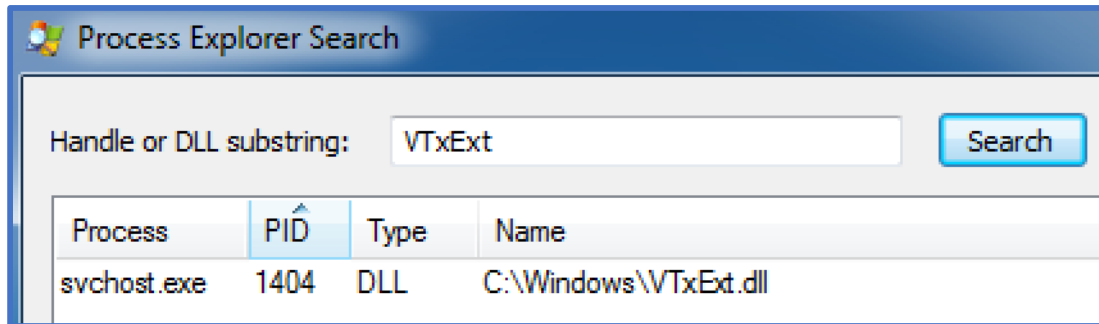 Process Explorer Search
Handle or DLL substring: VTxExt Search
Process PID Type Name
svchost.exe 1404 DLL C:\Windows\VTxExt.dll